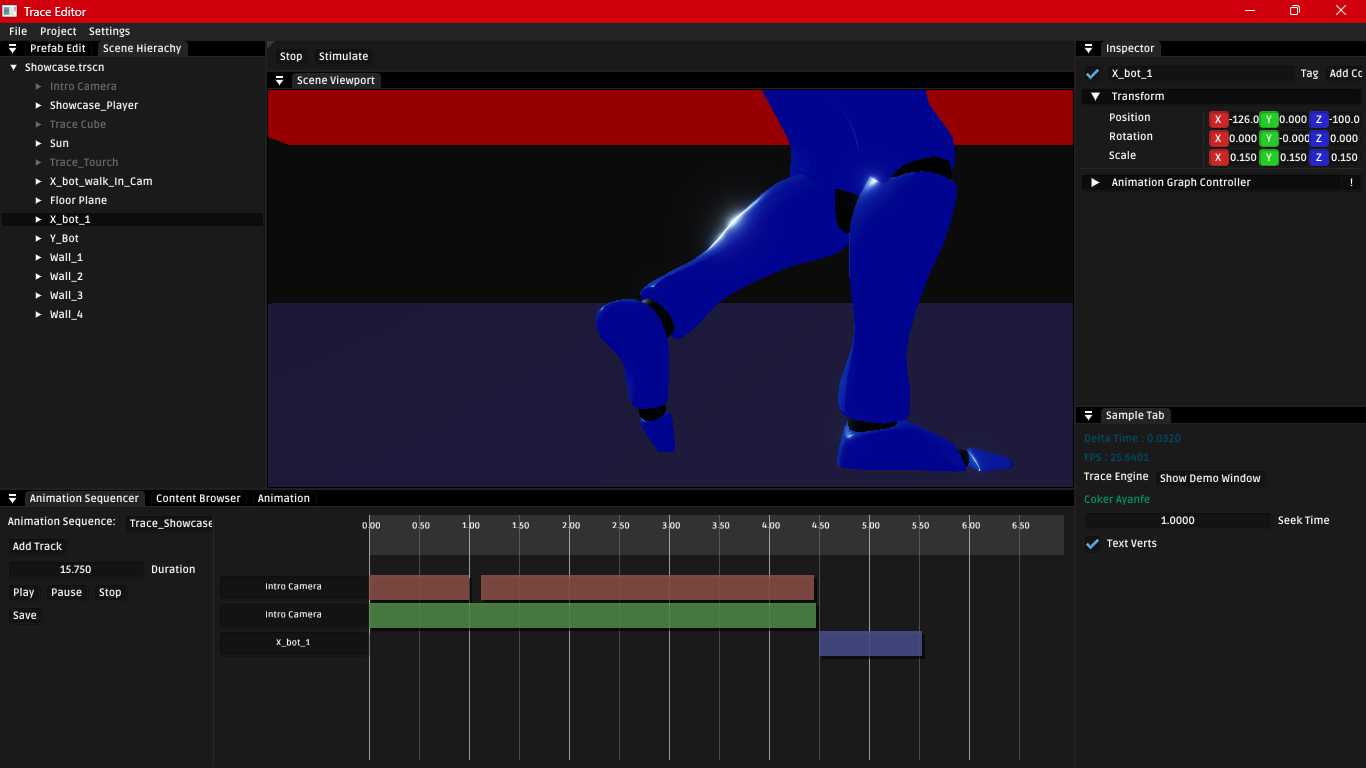 Trace Editor
File Project Settings
Prefab Edit Scene Hierachy
Showcase.trscn
Intro Camera
Showcase_Player
Trace Cube
Sun
Trace_Tourch
X_bot_walk_In_Cam
Floor Plane
X_bot_1
Y_Bot
Wall_1
Wall_2
Wall_3
Wall_4
Stop Stimulate
Scene Viewport
Inspector
X_bot_1 Tag Add Co
Transform
Position X -126.0 Y 0.000 Z -100.0
Rotation X 0.000 Y -0.000 Z 0.000
Scale X 0.150 Y 0.150 Z 0.150
Animation Graph Controller !
Sample Tab
Delta Time : 0.0320
FPS : 25.6401
Trace Engine Show Demo Window
Coker Ayanfe
1.0000 Seek Time
Text Verts
Animation Sequencer Content Browser Animation
Animation Sequence: Trace_Showcase
Add Track
15.750 Duration
Play Pause Stop
Save
0.00 0.50 1.00 1.50 2.00 2.50 3.00 3.50 4.00 4.50 5.00 5.50 6.00 6.50
Intro Camera
Intro Camera
X_bot_1